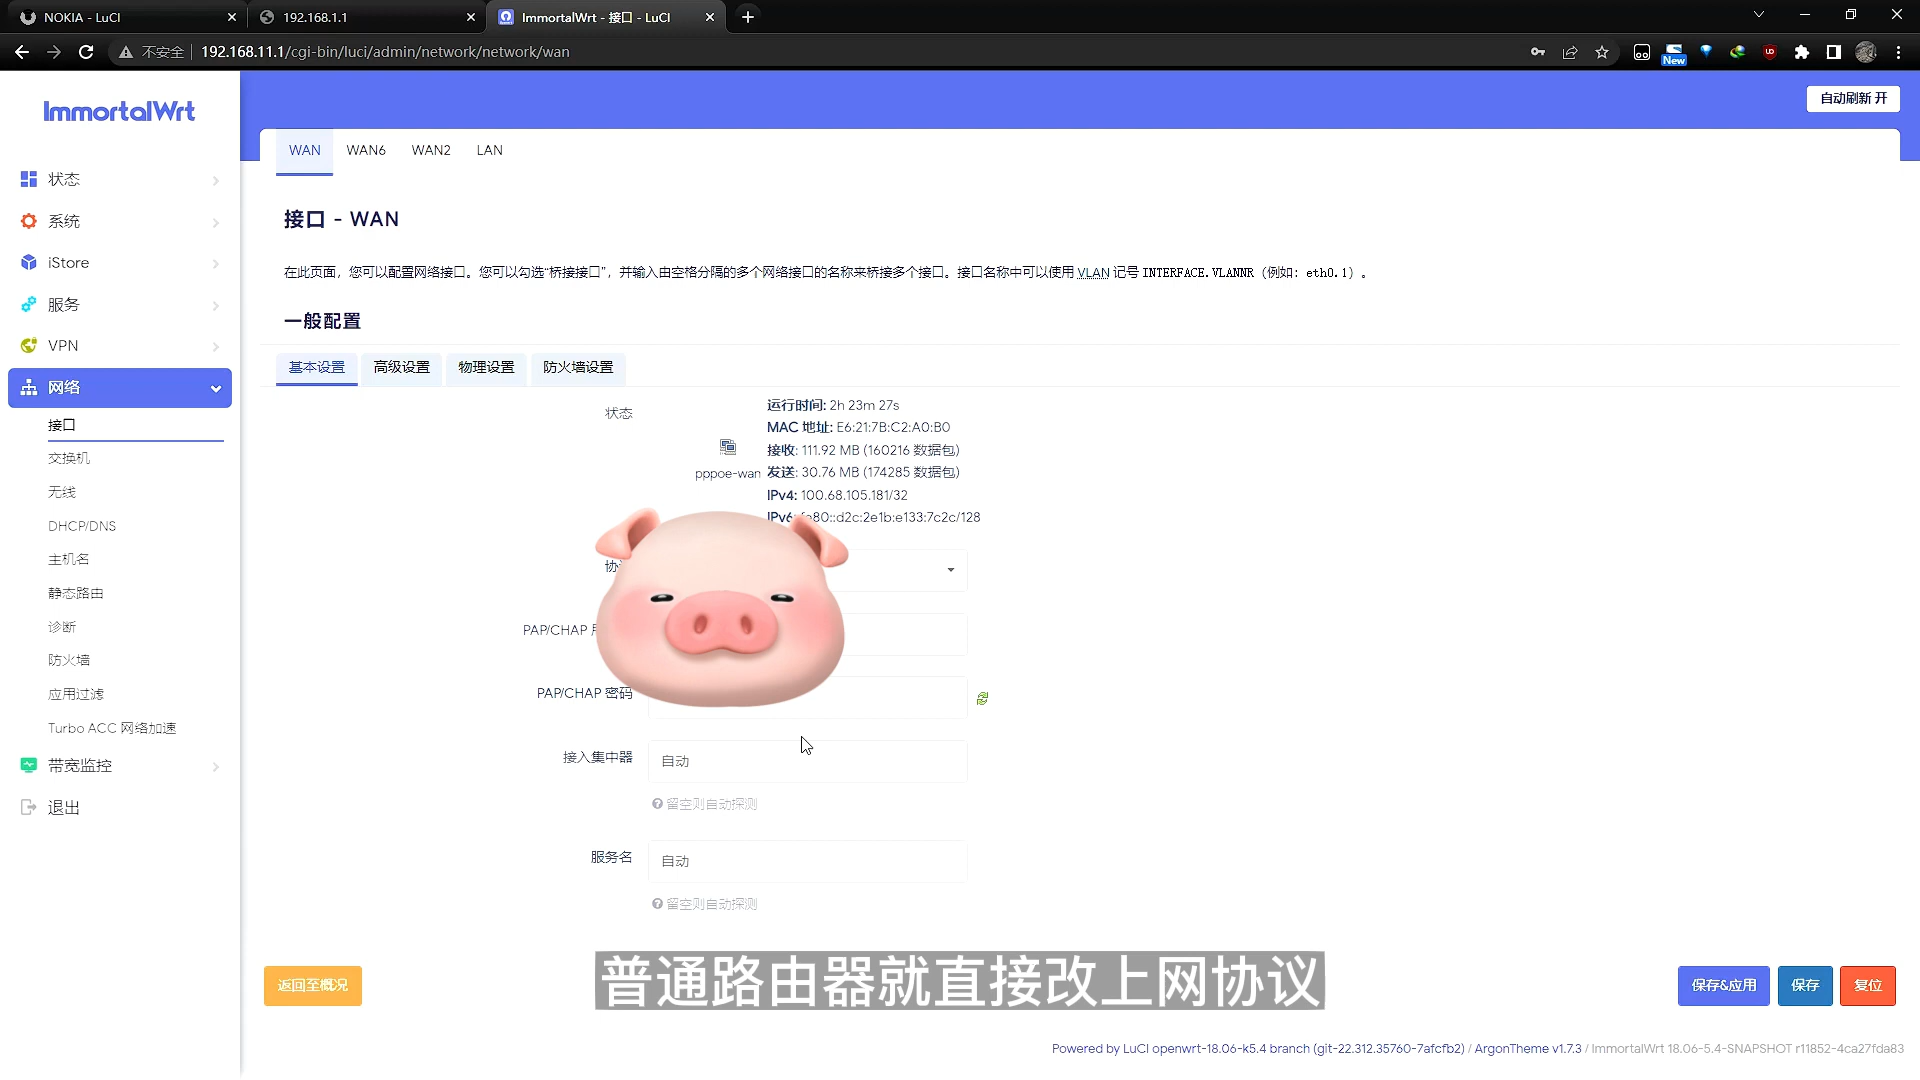 NOKIA - LuCI
192.168.1.1
ImmortalWrt - 接口 - LuCI
不安全
192.168.11.1/cgi-bin/luci/admin/network/network/wan
New
ImmortalWrt
自动刷新 开
状态
系统
iStore
服务
VPN
网络
接口
交换机
无线
DHCP/DNS
主机名
静态路由
诊断
防火墙
应用过滤
Turbo ACC 网络加速
带宽监控
退出
WAN WAN6 WAN2 LAN
接口 - WAN
在此页面，您可以配置网络接口。您可以勾选“桥接接口”，并输入由空格分隔的多个网络接口的名称来桥接多个接口。接口名称中可以使用 VLAN 记号 INTERFACE.VLANNR（例如：eth0.1）。
一般配置
基本设置 高级设置 物理设置 防火墙设置
状态
pppoe-wan
运行时间: 2h 23m 27s
MAC 地址: E6:21:7B:C2:A0:B0
接收: 111.92 MB (160216 数据包)
发送: 30.76 MB (174285 数据包)
IPv4: 100.68.105.181/32
IPv6: fe80::d2c:2e1b:e133:7c2c/128
PAP/CHAP
PAP/CHAP 密码
接入集中器 自动
留空则自动探测
服务名 自动
留空则自动探测
普通路由器就直接改上网协议
返回至概况
保存&应用 保存 复位
Powered by LuCI openwrt-18.06-k5.4 branch (git-22.312.35760-7afcfb2) / ArgonTheme v1.7.3 / ImmortalWrt 18.06-5.4-SNAPSHOT r11852-4ca27fda83